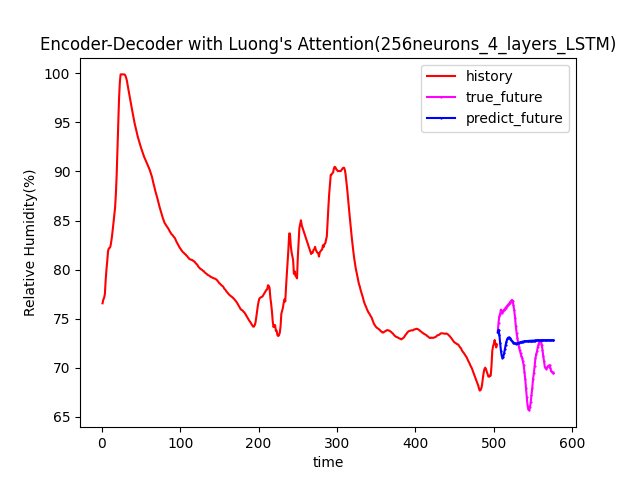 Encoder-Decoder with Luong's Attention(256neurons_4_layers_LSTM)
history
true_future
predict_future
Relative Humidity(%)
100
95
90
85
80
75
70
65
0 100 200 300 400 500 600
time